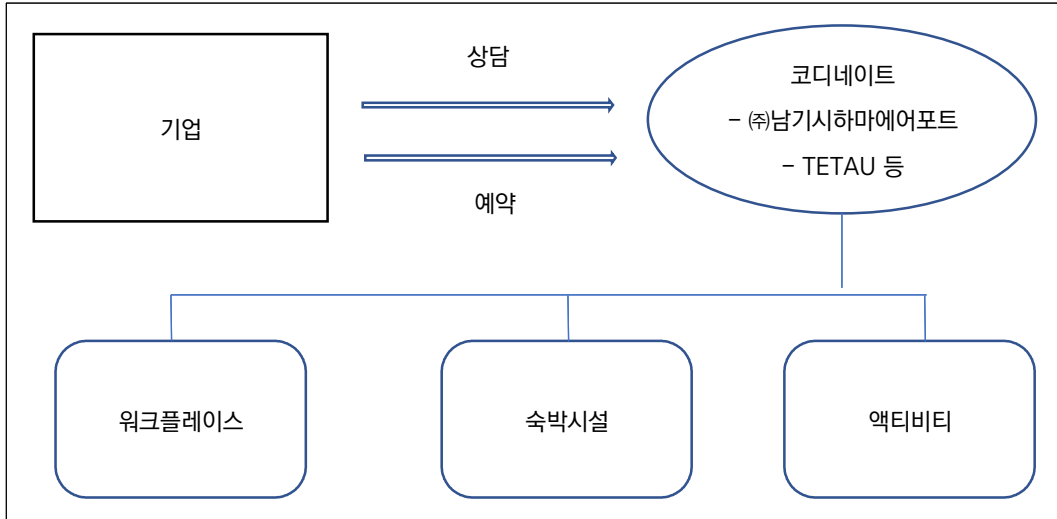 기업
상담
예약
코디네이트
- ㈜남기시하마에어포트
- TETAU 등
워크플레이스
숙박시설
액티비티